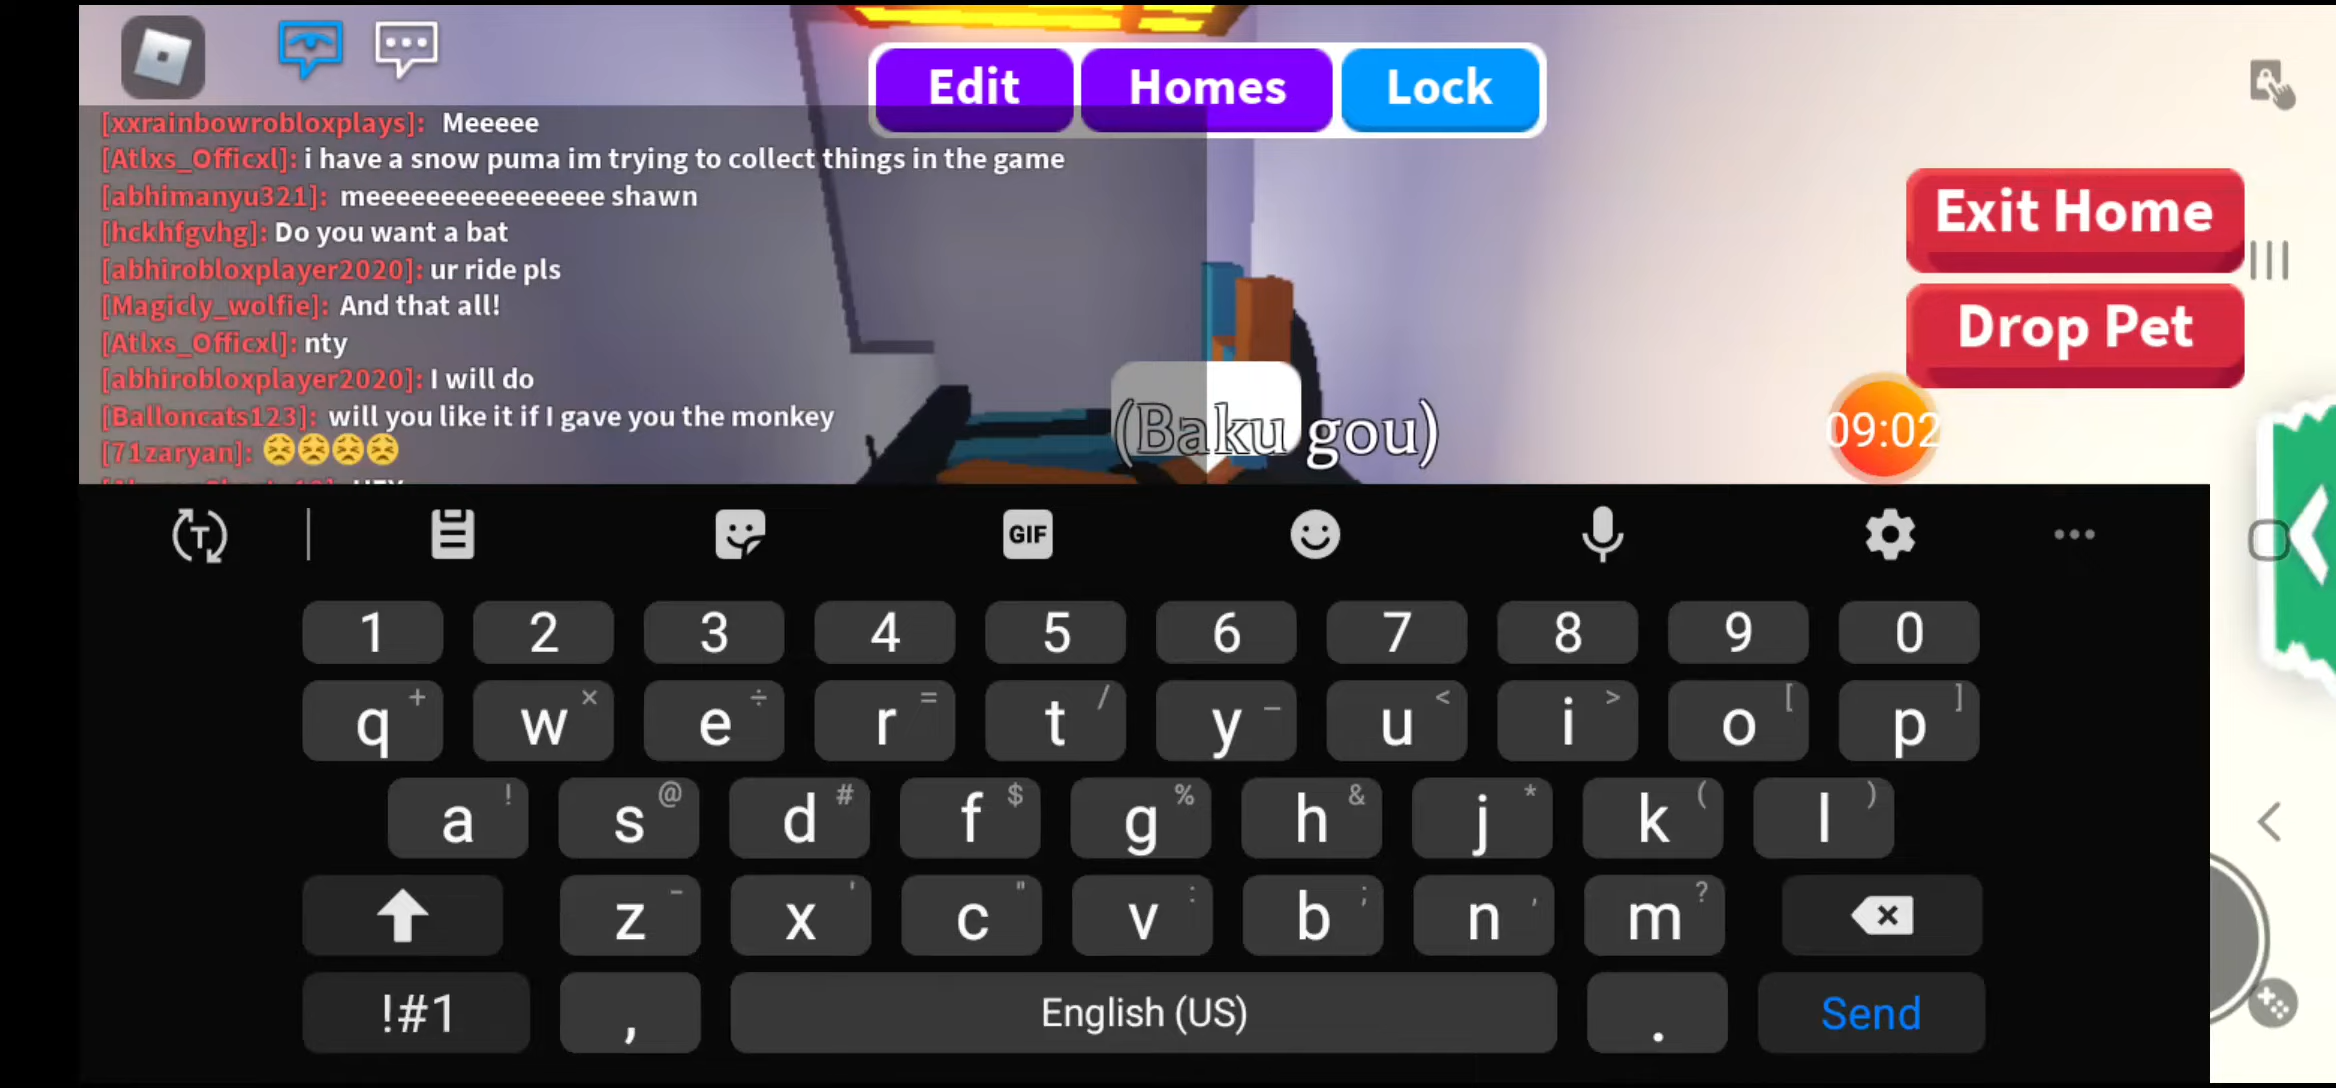 Edit Homes Lock
[xxrainbowrobloxplays]: Meeeee
[Atlxs_Officxl]: i have a snow puma im trying to collect things in the game
[abhimanyu321]: meeeeeeeeeeeeeeee shawn
[hckhfgvhg]: Do you want a bat
[abhirobloxplayer2020]: ur ride pls
[Magicly_wolfie]: And that all!
[Atlxs_Officxl]: nty
[abhirobloxplayer2020]: I will do
[Balloncats123]: will you like it if I gave you the monkey
[71zaryan]: 😣😣😣😣
Exit Home
Drop Pet
(Baku gou)
09:02
T
GIF
1 2 3 4 5 6 7 8 9 0
q + w × e ÷ r = t / y _ u < i > o [ p ]
a ! s @ d # f $ g % h & j * k ( l )
z - x ' c " v : b ; n , m ?
!#1 , English (US) . Send